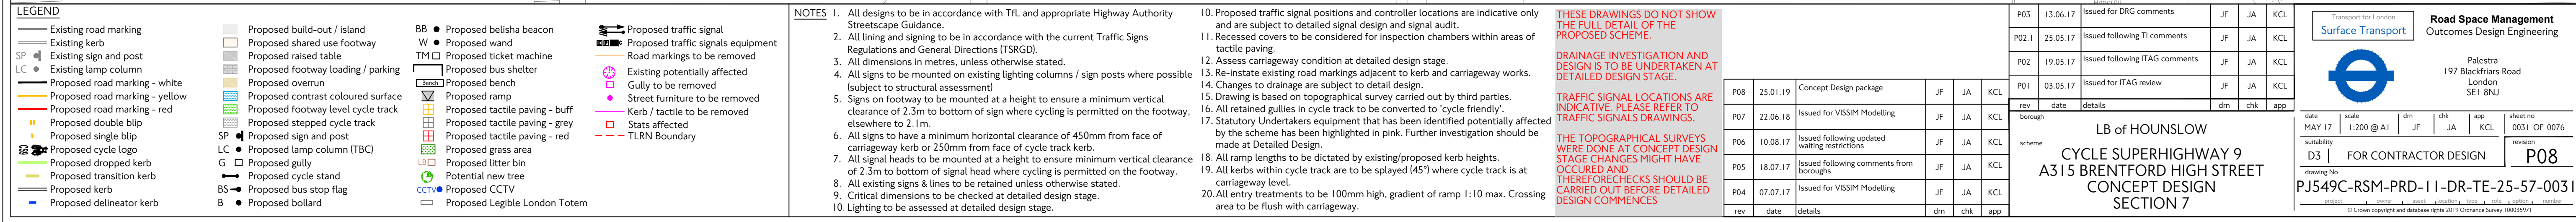 LEGEND
Existing road marking
Existing kerb
SP Existing sign and post
LC Existing lamp column
Proposed road marking - white
Proposed road marking - yellow
Proposed road marking - red
Proposed double blip
Proposed single blip
Proposed cycle logo
Proposed dropped kerb
Proposed transition kerb
Proposed kerb
Proposed delineator kerb
Proposed build-out / island
Proposed shared use footway
Proposed raised table
Proposed footway loading / parking
Proposed overrun
Proposed contrast coloured surface
Proposed footway level cycle track
Proposed stepped cycle track
SP Proposed sign and post
LC Proposed lamp column (TBC)
G Proposed gully
Proposed cycle stand
BS Proposed bus stop flag
B Proposed bollard
BB Proposed belisha beacon
W Proposed wand
TM Proposed ticket machine
Proposed bus shelter
Bench Proposed bench
Proposed ramp
Proposed tactile paving - buff
Proposed tactile paving - grey
Proposed tactile paving - red
Proposed grass area
LB Proposed litter bin
Potential new tree
CCTV Proposed CCTV
Proposed Legible London Totem
Proposed traffic signal
Proposed traffic signals equipment
Road markings to be removed
Existing potentially affected
Gully to be removed
Street furniture to be removed
Kerb / tactile to be removed
Stats affected
TLRN Boundary
NOTES
1. All designs to be in accordance with TfL and appropriate Highway Authority
Streetscape Guidance.
2. All lining and signing to be in accordance with the current Traffic Signs
Regulations and General Directions (TSRGD).
3. All dimensions in metres, unless otherwise stated.
4. All signs to be mounted on existing lighting columns / sign posts where possible
(subject to structural assessment)
5. Signs on footway to be mounted at a height to ensure a minimum vertical
clearance of 2.3m to bottom of sign where cycling is permitted on the footway,
elsewhere to 2.1m.
6. All signs to have a minimum horizontal clearance of 450mm from face of
carriageway kerb or 250mm from face of cycle track kerb.
7. All signal heads to be mounted at a height to ensure minimum vertical clearance
of 2.3m to bottom of signal head where cycling is permitted on the footway.
8. All existing signs & lines to be retained unless otherwise stated.
9. Critical dimensions to be checked at detailed design stage.
10. Lighting to be assessed at detailed design stage.
10. Proposed traffic signal positions and controller locations are indicative only
and are subject to detailed signal design and signal audit.
11. Recessed covers to be considered for inspection chambers within areas of
tactile paving.
12. Assess carriageway condition at detailed design stage.
13. Re-instate existing road markings adjacent to kerb and carriageway works.
14. Changes to drainage are subject to detail design.
15. Drawing is based on topographical survey carried out by third parties.
16. All retained gullies in cycle track to be converted to 'cycle friendly'.
17. Statutory Undertakers equipment that has been identified potentially affected
by the scheme has been highlighted in pink. Further investigation should be
made at Detailed Design.
18. All ramp lengths to be dictated by existing/proposed kerb heights.
19. All kerbs within cycle track are to be splayed (45°) where cycle track is at
carriageway level.
20. All entry treatments to be 100mm high, gradient of ramp 1:10 max. Crossing
area to be flush with carriageway.
THESE DRAWINGS DO NOT SHOW
THE FULL DETAIL OF THE
PROPOSED SCHEME.
DRAINAGE INVESTIGATION AND
DESIGN IS TO BE UNDERTAKEN AT
DETAILED DESIGN STAGE.
TRAFFIC SIGNAL LOCATIONS ARE
INDICATIVE. PLEASE REFER TO
TRAFFIC SIGNALS DRAWINGS.
THE TOPOGRAPHICAL SURVEYS
WERE DONE AT CONCEPT DESIGN
STAGE CHANGES MIGHT HAVE
OCCURED AND
THEREFORECHECKS SHOULD BE
CARRIED OUT BEFORE DETAILED
DESIGN COMMENCES
P08 25.01.19 Concept Design package JF JA KCL
P07 22.06.18 Issued for VISSIM Modelling JF JA KCL
P06 10.08.17 Issued following updated
waiting restrictions JF JA KCL
P05 18.07.17 Issued following comments from
boroughs JF JA KCL
P04 07.07.17 Issued for VISSIM Modelling JF JA KCL
rev date details drn chk app
P03 13.06.17 Issued for DRG comments JF JA KCL
P02.1 25.05.17 Issued following TI comments JF JA KCL
P02 19.05.17 Issued following ITAG comments JF JA KCL
P01 03.05.17 Issued for ITAG review JF JA KCL
rev date details drn chk app
borough
LB of HOUNSLOW
scheme
CYCLE SUPERHIGHWAY 9
A315 BRENTFORD HIGH STREET
CONCEPT DESIGN
SECTION 7
Transport for London
Surface Transport
Road Space Management
Outcomes Design Engineering
Palestra
197 Blackfriars Road
London
SE1 8NJ
date scale drn chk app sheet no
MAY 17 1:200 @ A1 JF JA KCL 0031 OF 0076
suitability revision
D3 FOR CONTRACTOR DESIGN P08
drawing No
PJ549C-RSM-PRD-11-DR-TE-25-57-0031
project owner asset location type role option number
© Crown copyright and database rights 2019 Ordnance Survey 100035971